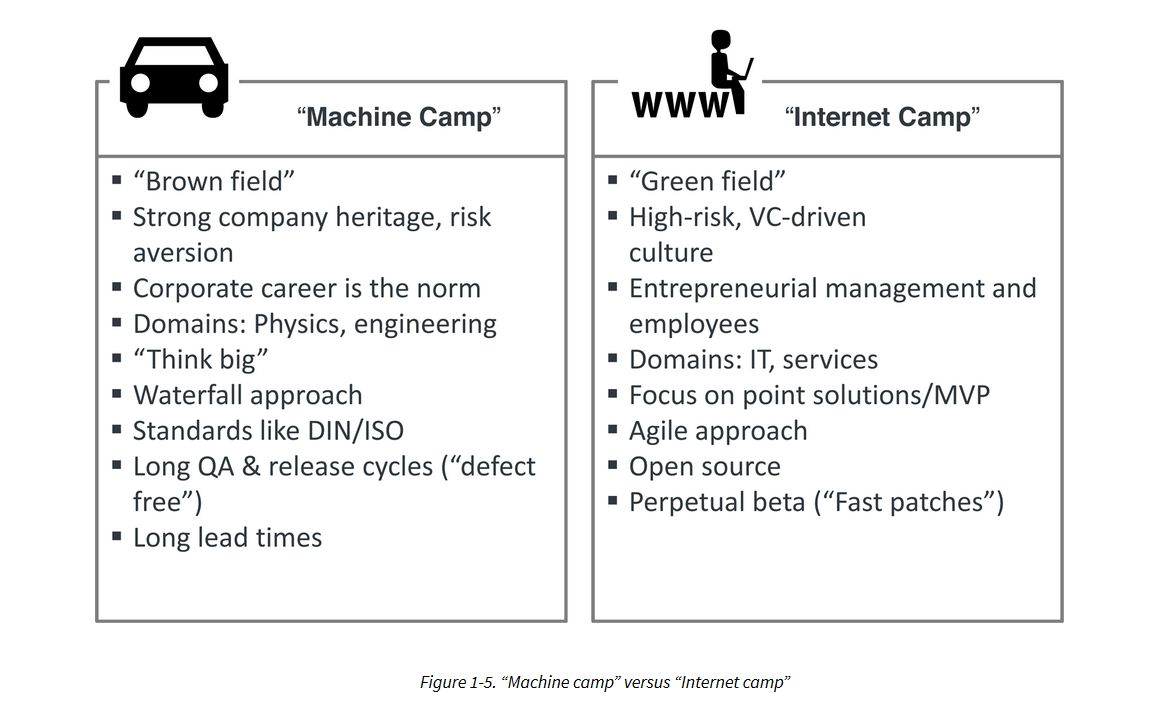 “Machine Camp”
▪ “Brown field”
▪ Strong company heritage, risk
aversion
▪ Corporate career is the norm
▪ Domains: Physics, engineering
▪ “Think big”
▪ Waterfall approach
▪ Standards like DIN/ISO
▪ Long QA & release cycles (“defect
free”)
▪ Long lead times
www
“Internet Camp”
▪ “Green field”
▪ High-risk, VC-driven
culture
▪ Entrepreneurial management and
employees
▪ Domains: IT, services
▪ Focus on point solutions/MVP
▪ Agile approach
▪ Open source
▪ Perpetual beta (“Fast patches”)
Figure 1-5. “Machine camp” versus “Internet camp”